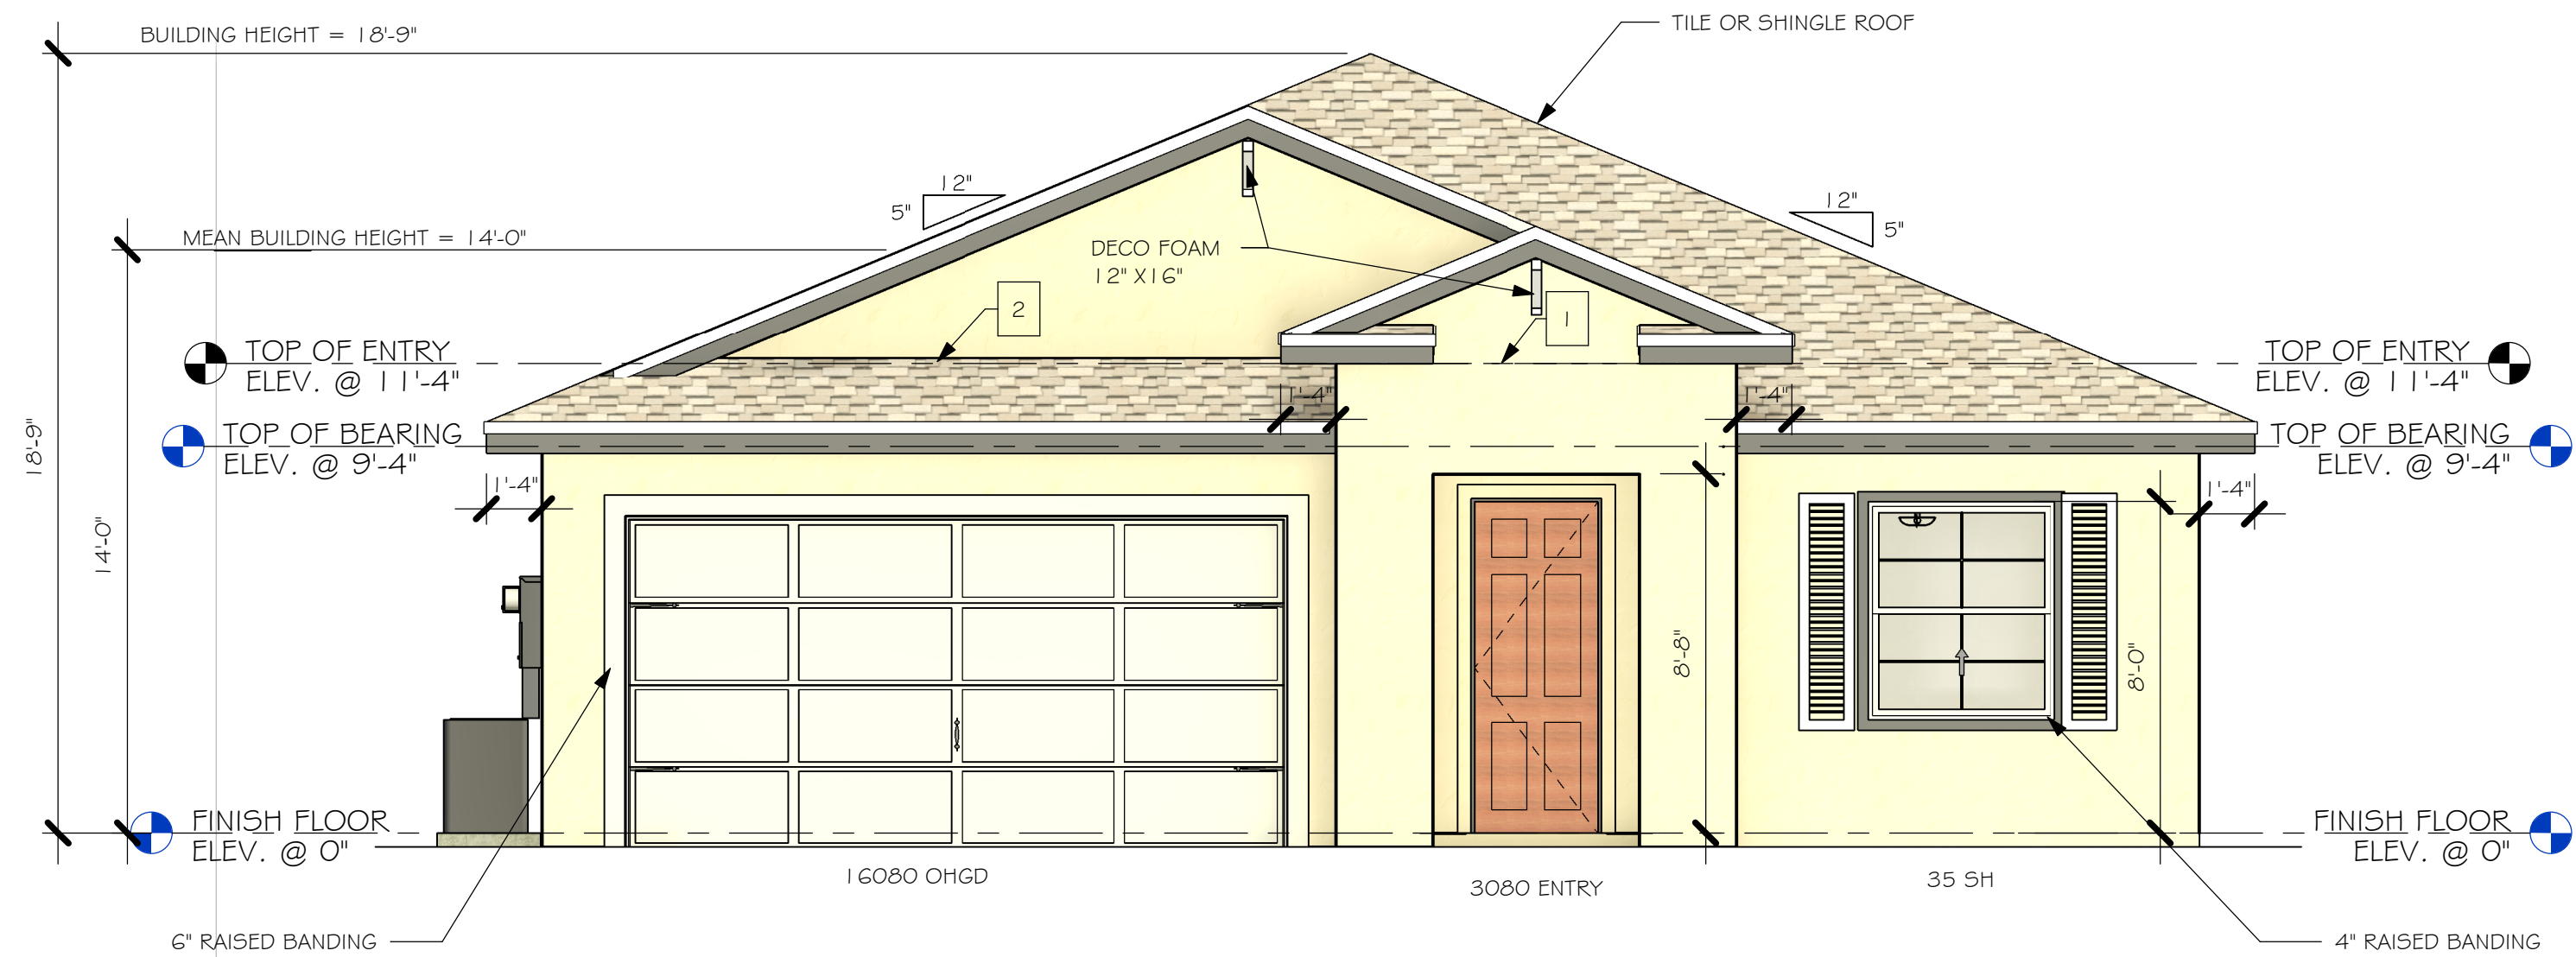 BUILDING HEIGHT = 18'-9"
TILE OR SHINGLE ROOF
MEAN BUILDING HEIGHT = 14'-0"
12"
5"
12"
5"
DECO FOAM
12" X16"
2
1
TOP OF ENTRY
ELEV. @ 11'-4"
TOP OF ENTRY
ELEV. @ 11'-4"
1'-4"
1'-4"
TOP OF BEARING
ELEV. @ 9'-4"
TOP OF BEARING
ELEV. @ 9'-4"
18'-9"
14'-0"
1'-4"
1'-4"
8'-8"
8'-0"
FINISH FLOOR
ELEV. @ 0"
FINISH FLOOR
ELEV. @ 0"
16080 OHGD
3080 ENTRY
35 SH
6" RAISED BANDING
4" RAISED BANDING